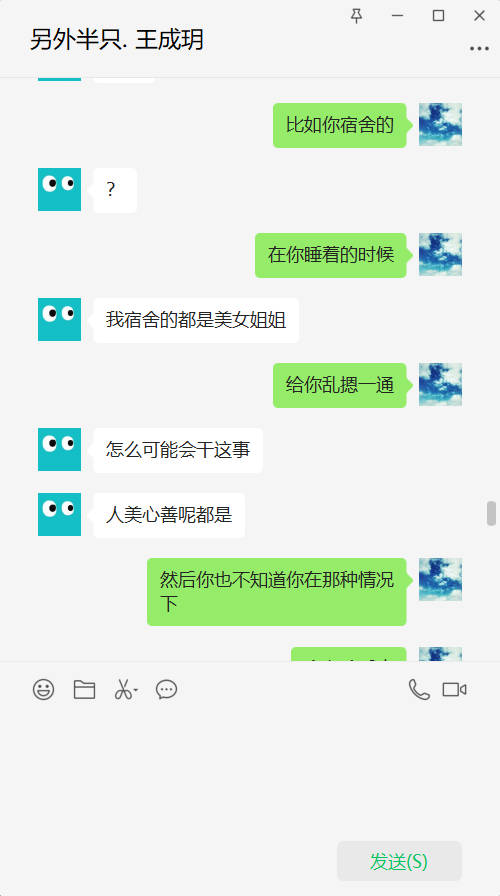 另外半只. 王成玥
比如你宿舍的
?
在你睡着的时候
我宿舍的都是美女姐姐
给你乱摁一通
怎么可能会干这事
人美心善呢都是
然后你也不知道你在那种情况
下
发送(S)